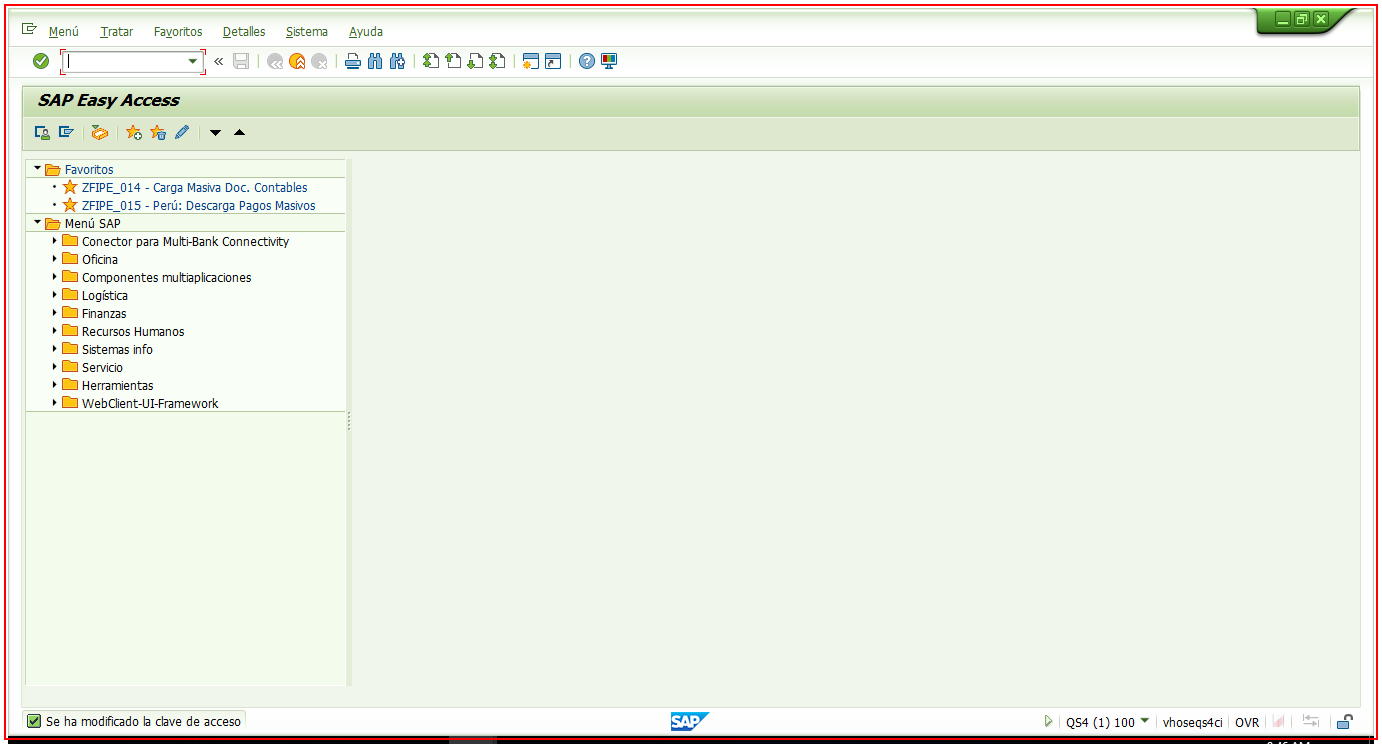 Menú Tratar Favoritos Detalles Sistema Ayuda
SAP Easy Access
Favoritos
ZFIPE_014 - Carga Masiva Doc. Contables
ZFIPE_015 - Perú: Descarga Pagos Masivos
Menú SAP
Conector para Multi-Bank Connectivity
Oficina
Componentes multiaplicaciones
Logística
Finanzas
Recursos Humanos
Sistemas info
Servicio
Herramientas
WebClient-UI-Framework
Se ha modificado la clave de acceso SAP QS4 (1) 100 vhoseqs4ci OVR